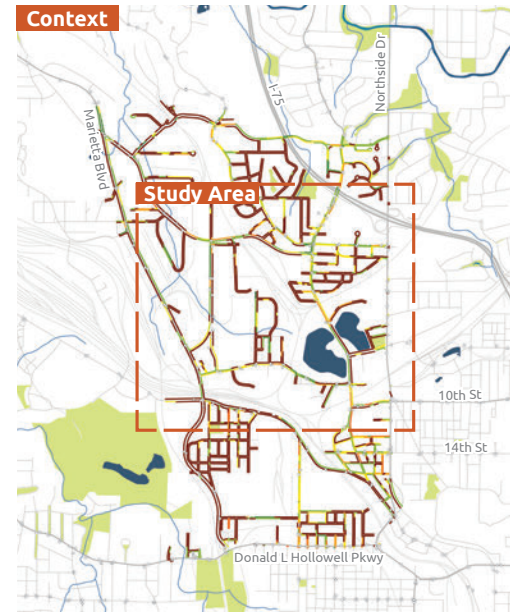 Context
Northside Dr
I-75
Marietta Blvd
Study Area
10th St
14th St
Donald L Hollowell Pkwy